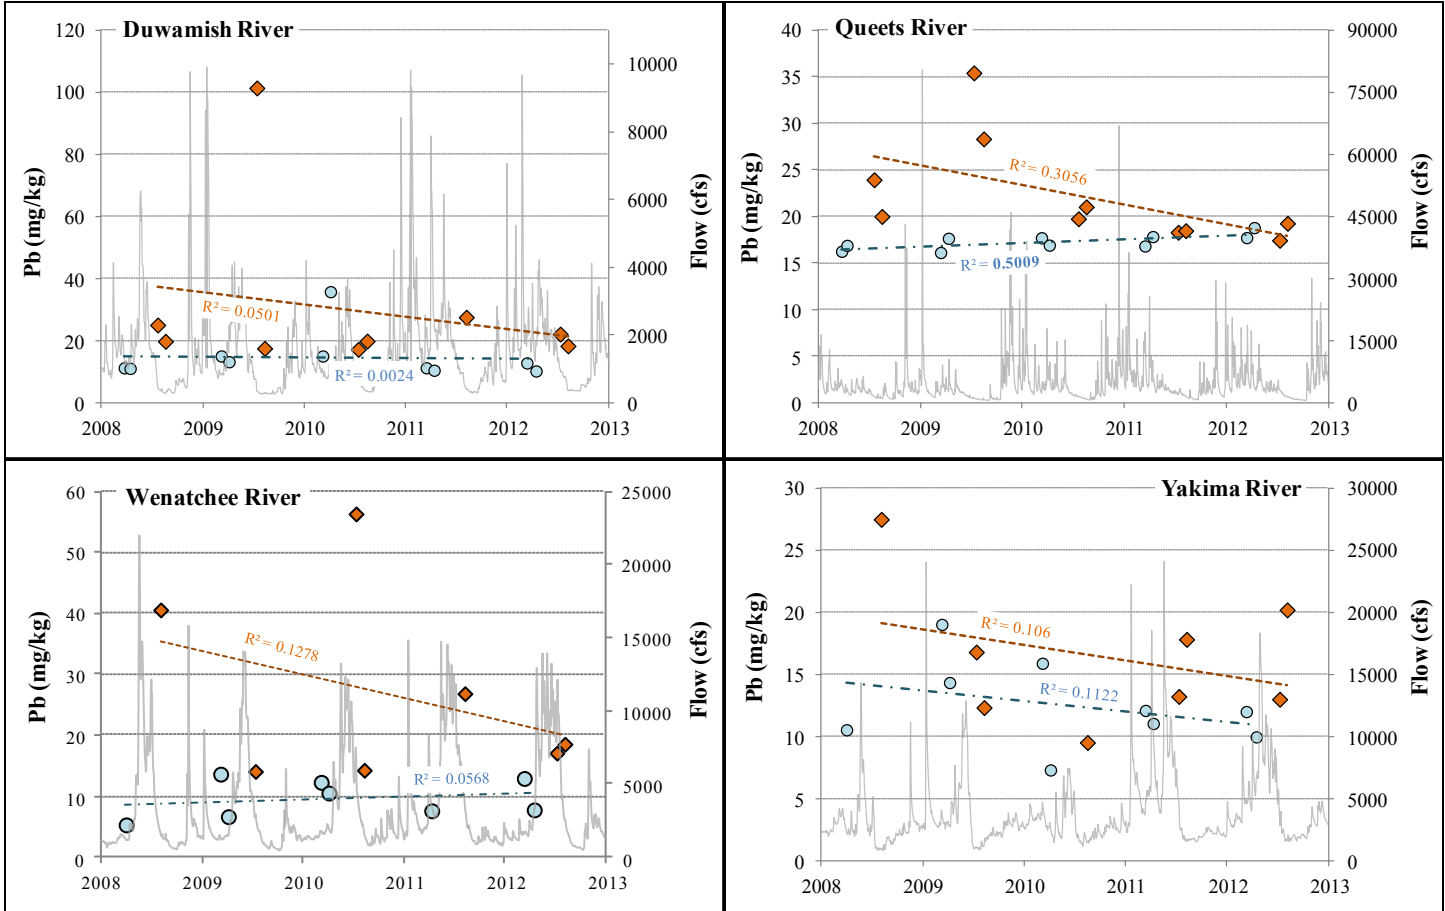 Duwamish River
120
100
80
60
40
20
0
10000
8000
6000
4000
2000
0
Pb (mg/kg)
Flow (cfs)
R² = 0.0501
R² = 0.0024
2008 2009 2010 2011 2012 2013
Queets River
40
35
30
25
20
15
10
5
0
90000
75000
60000
45000
30000
15000
0
Pb (mg/kg)
Flow (cfs)
R² = 0.3056
R² = 0.5009
2008 2009 2010 2011 2012 2013
Wenatchee River
60
50
40
30
20
10
0
25000
20000
15000
10000
5000
0
Pb (mg/kg)
Flow (cfs)
R² = 0.1278
R² = 0.0568
2008 2009 2010 2011 2012 2013
Yakima River
30
25
20
15
10
5
0
30000
25000
20000
15000
10000
5000
0
Pb (mg/kg)
Flow (cfs)
R² = 0.106
R² = 0.1122
2008 2009 2010 2011 2012 2013